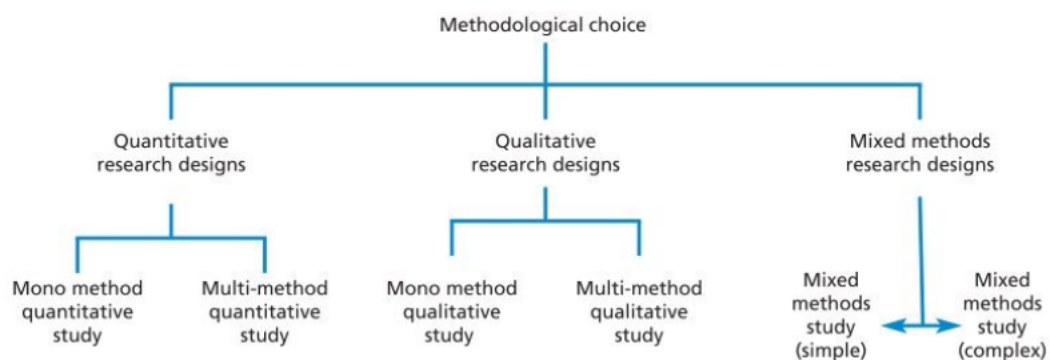 Methodological choice
Quantitative
research designs
Qualitative
research designs
Mixed methods
research designs
Mono method
quantitative
study
Multi-method
quantitative
study
Mono method
qualitative
study
Multi-method
qualitative
study
Mixed
methods
study
(simple)
Mixed
methods
study
(complex)